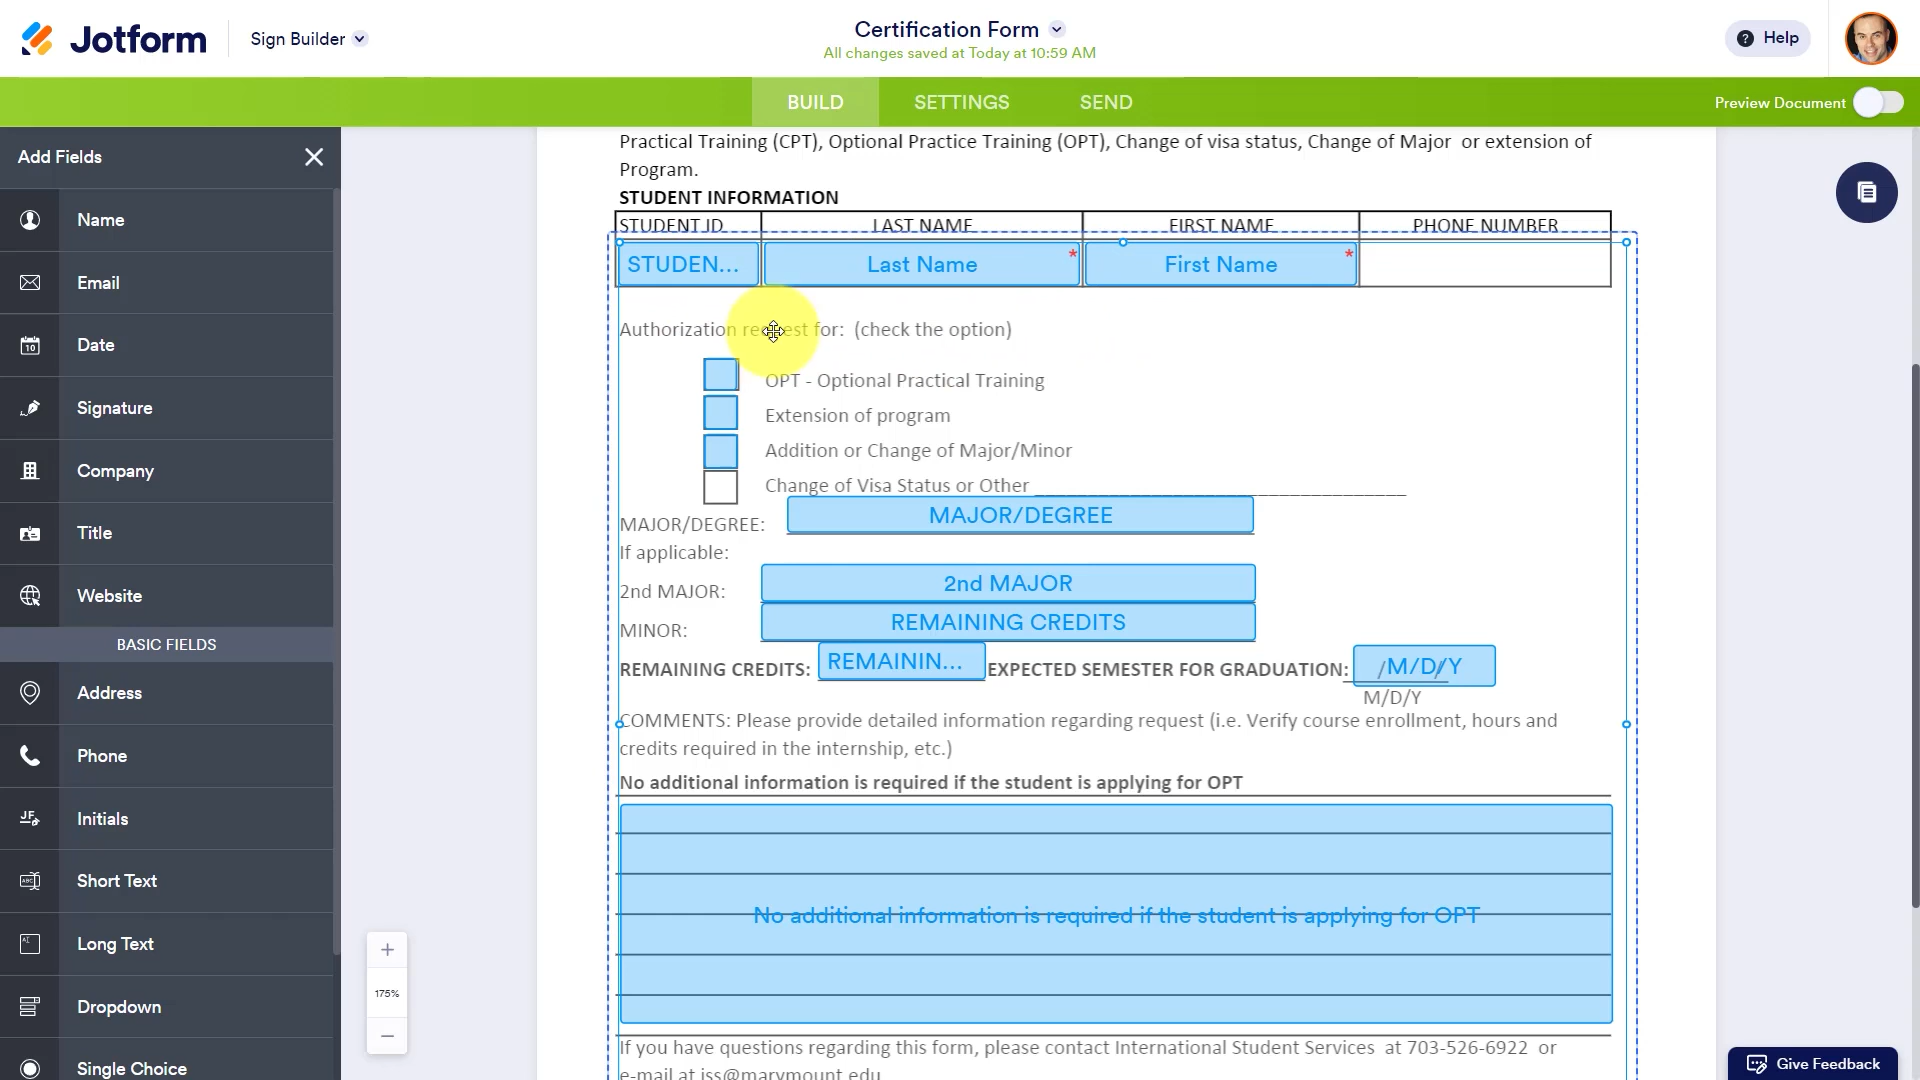 Jotform
Sign Builder
Certification Form
All changes saved at Today at 10:59 AM
Help
BUILD
SETTINGS
SEND
Preview Document
Add Fields
Name
Email
10
Date
Signature
Company
Title
Website
BASIC FIELDS
Address
Phone
Initials
Short Text
Long Text
Dropdown
Single Choice
+
175%
−
Practical Training (CPT), Optional Practice Training (OPT), Change of visa status, Change of Major or extension of
Program.
STUDENT INFORMATION
STUDENT ID LAST NAME FIRST NAME PHONE NUMBER
STUDEN... Last Name * First Name *
Authorization request for: (check the option)
OPT - Optional Practical Training
Extension of program
Addition or Change of Major/Minor
Change of Visa Status or Other ___________________________________
MAJOR/DEGREE: MAJOR/DEGREE
If applicable:
2nd MAJOR: 2nd MAJOR
MINOR: REMAINING CREDITS
REMAINING CREDITS: REMAININ... EXPECTED SEMESTER FOR GRADUATION: / M/D/Y /
M/D/Y
COMMENTS: Please provide detailed information regarding request (i.e. Verify course enrollment, hours and
credits required in the internship, etc.)
No additional information is required if the student is applying for OPT
No additional information is required if the student is applying for OPT
If you have questions regarding this form, please contact International Student Services at 703-526-6922 or
e-mail at iss@marymount.edu
Give Feedback